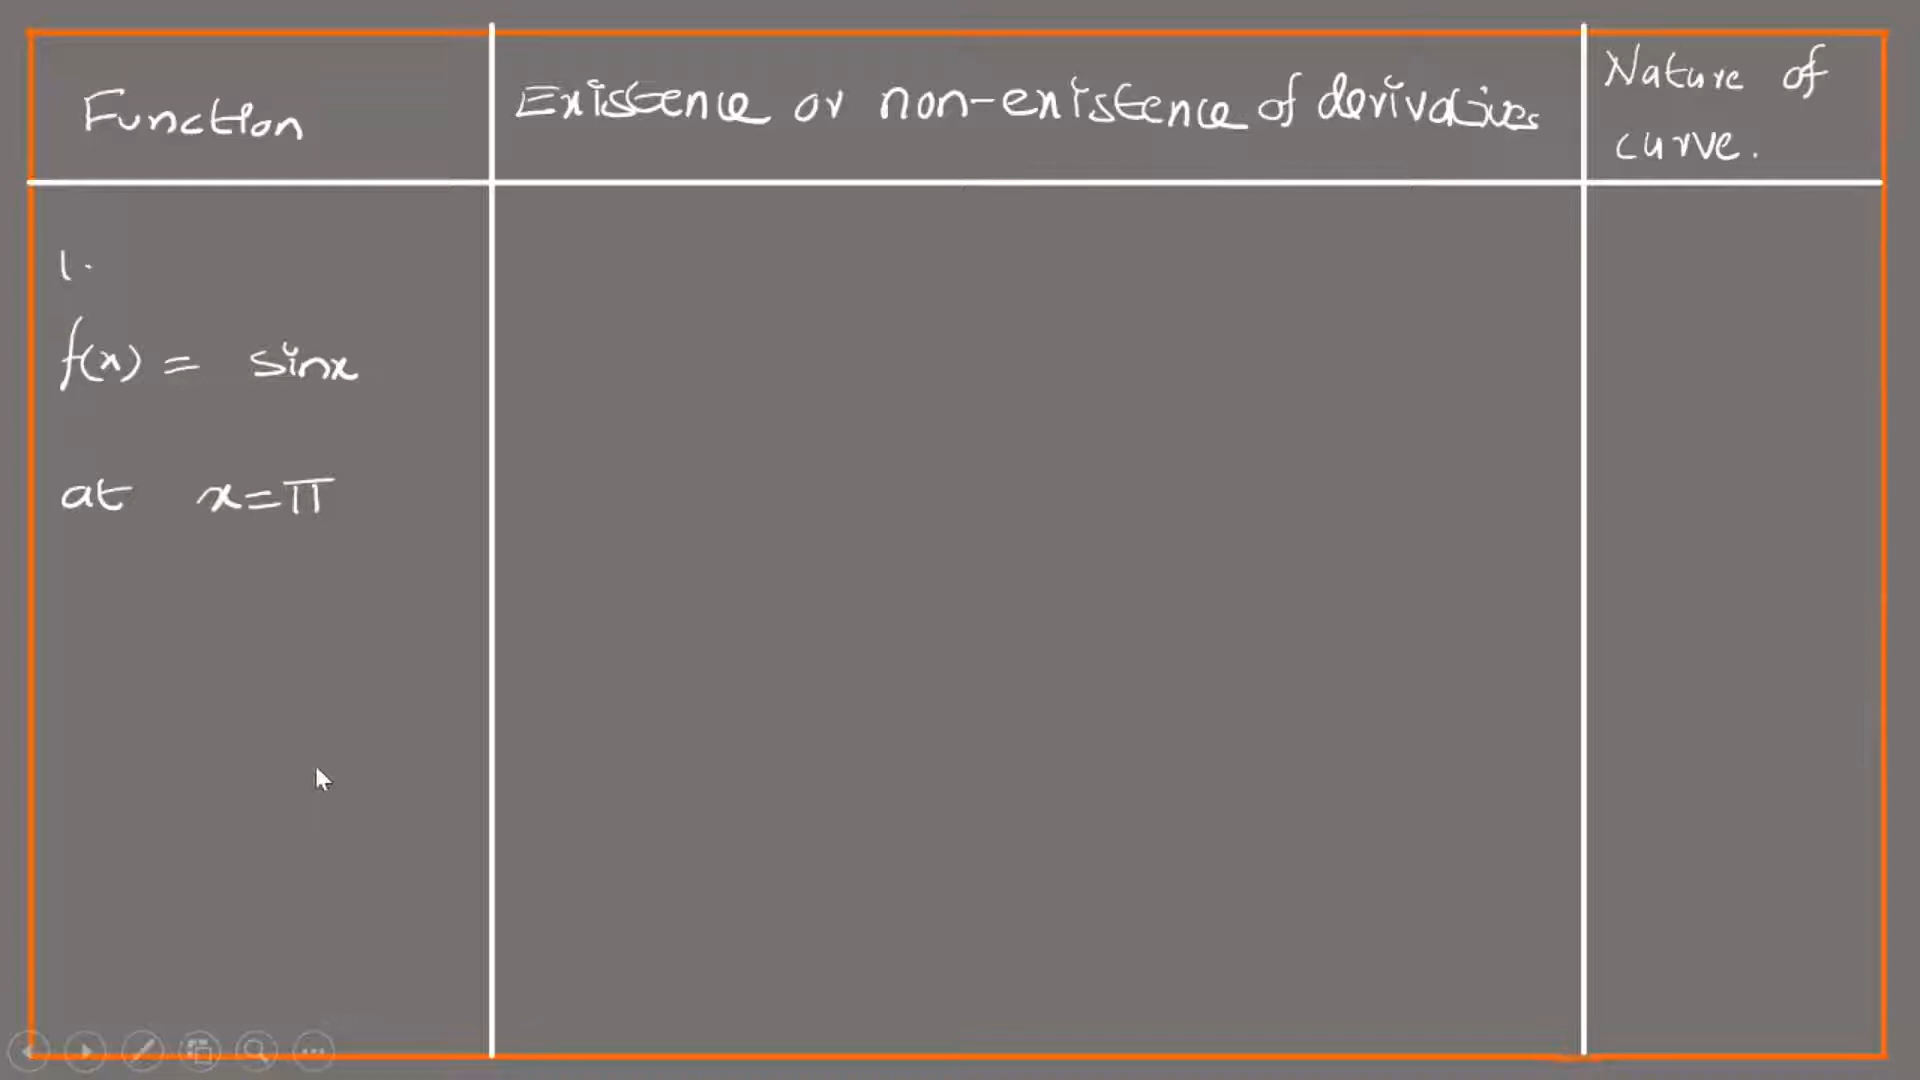 Function
Existence or non-existence of derivatives
Nature of
curve.
1.
f(x) = sinx
at x=π